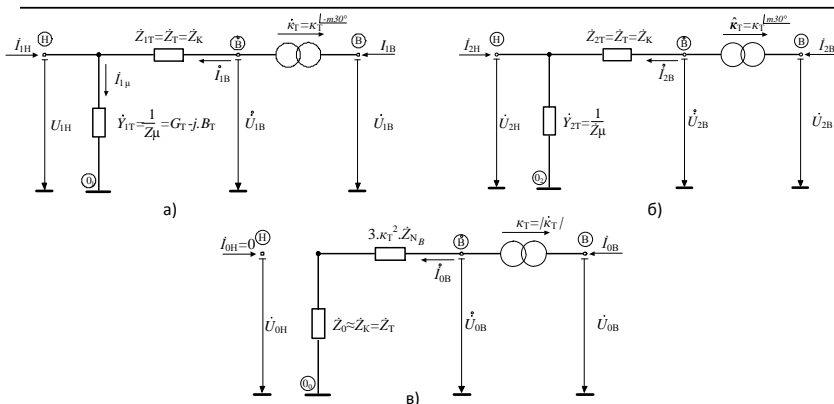 H
İ1H
Ż1T=ŻT=ŻK
B̊
κ̇T=κT|-m30°
B
I1B
İ̊1B
İ1μ
U1H
Ẏ1T=1/Żμ=GT-j.BT
U̇̊1B
U̇1B
01
а)
H
İ2H
Ż2T=ŻT=ŻK
B̊
κ̂T=κT|m30°
B
İ2B
İ̊2B
U̇2H
Ẏ2T=1/Żμ
U̇̊2B
U̇2B
02
б)
H
İ0H=0
3.κT².ŻNB
B̊
κT=/κ̇T/
B
İ0B
İ̊0B
U̇0H
Ż0≈ŻK=ŻT
U̇̊0B
U̇0B
00
в)